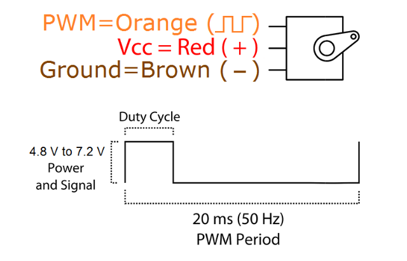 PWM=Orange (⎍⎍)
Vcc = Red ( + )
Ground=Brown ( − )
Duty Cycle
4.8 V to 7.2 V
Power
and Signal
20 ms (50 Hz)
PWM Period